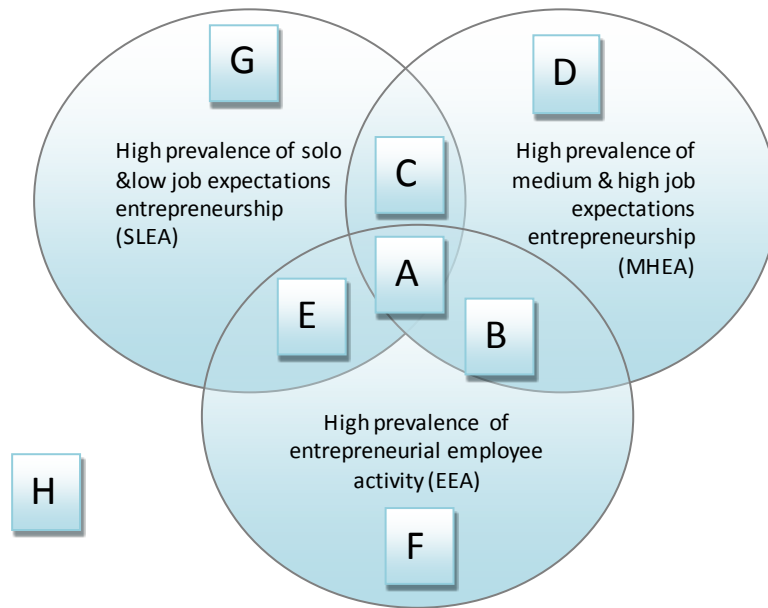 G
D
High prevalence of solo
&low job expectations
entrepreneurship
(SLEA)
C
High prevalence of
medium & high job
expectations
entrepreneurship
(MHEA)
A
E
B
High prevalence of
entrepreneurial employee
activity (EEA)
H
F